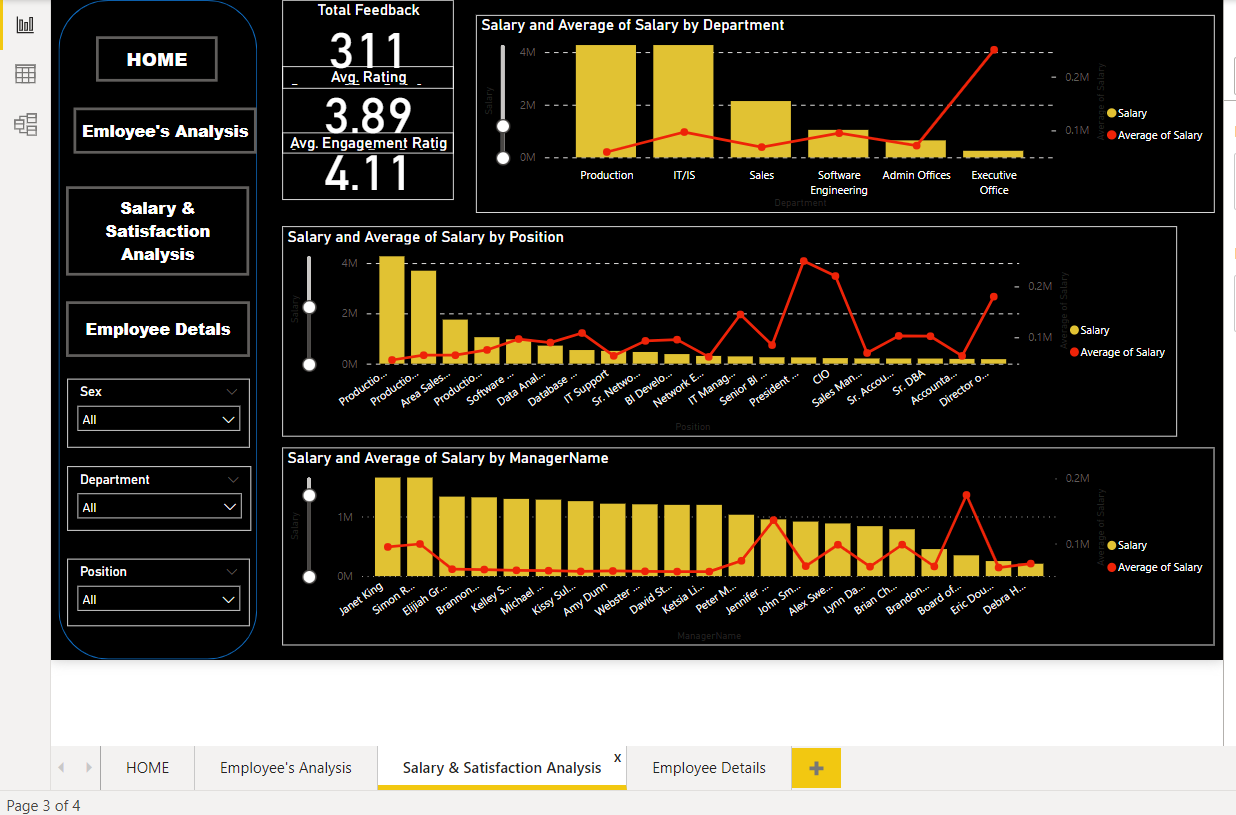 HOME
Emloyee's Analysis
Salary &
Satisfaction
Analysis
Employee Detals
Sex
All
Department
All
Position
All
Total Feedback
311
Avg. Rating
3.89
Avg. Engagement Ratig
4.11
Salary and Average of Salary by Department
Salary
4M
2M
0M
0.2M
0.1M
Average of Salary
Production
IT/IS
Sales
Software
Engineering
Admin Offices
Executive
Office
Department
Salary
Average of Salary
Salary and Average of Salary by Position
Salary
4M
2M
0M
0.2M
0.1M
Average of Salary
Productio...
Productio...
Area Sales...
Productio...
Software ...
Data Anal...
Database ...
IT Support
Sr. Netwo...
BI Develo...
Network E...
IT Manag...
Senior BI ...
President ...
CIO
Sales Man...
Sr. Accou...
Sr. DBA
Accounta...
Director o...
Position
Salary
Average of Salary
Salary and Average of Salary by ManagerName
Salary
1M
0M
0.2M
0.1M
Average of Salary
Janet King
Simon R...
Elijiah Gr...
Brannon...
Kelley S...
Michael ...
Kissy Sul...
Amy Dunn
Webster ...
David St...
Ketsia Li...
Peter M...
Jennifer ...
John Sm...
Alex Swe...
Lynn Da...
Brian Ch...
Brandon...
Board of...
Eric Dou...
Debra H...
ManagerName
Salary
Average of Salary
HOME
Employee's Analysis
Salary & Satisfaction Analysis
x
Employee Details
+
Page 3 of 4